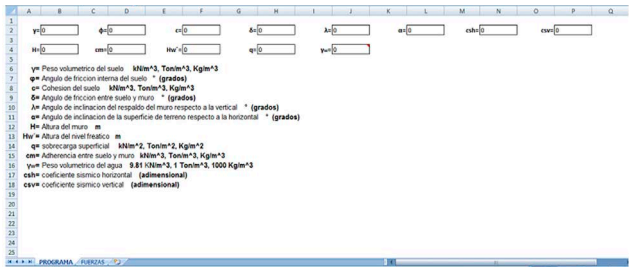 A B C D E F G H I J K L M N O P Q
1
2 γ= 0 ϕ= 0 c= 0 δ= 0 λ= 0 α= 0 csh= 0 csv= 0
3
4 H= 0 cm= 0 Hw´= 0 q= 0 γw= 0
5
6 γ= Peso volumetrico del suelo kN/m^3, Ton/m^3, Kg/m^3
7 φ= Angulo de friccion interna del suelo ° (grados)
8 c= Cohesion del suelo kN/m^3, Ton/m^3, Kg/m^3
9 δ= Angulo de friccion entre suelo y muro ° (grados)
10 λ= Angulo de inclinacion del respaldo del muro respecto a la vertical ° (grados)
11 α= Angulo de inclinacion de la superficie de terreno respecto a la horizontal ° (grados)
12 H= Altura del muro m
13 Hw´= Altura del nivel freático m
14 q= sobrecarga superficial kN/m^2, Ton/m^2, Kg/m^2
15 cm= Adherencia entre suelo y muro kN/m^3, Ton/m^3, Kg/m^3
16 γw= Peso volumetrico del agua 9.81 KN/m^3, 1 Ton/m^3, 1000 Kg/m^3
17 csh= coeficiente sismico horizontal (adimensional)
18 csv= coeficiente sismico vertical (adimensional)
19
20
21
22
23
24
25
PROGRAMA FUERZAS